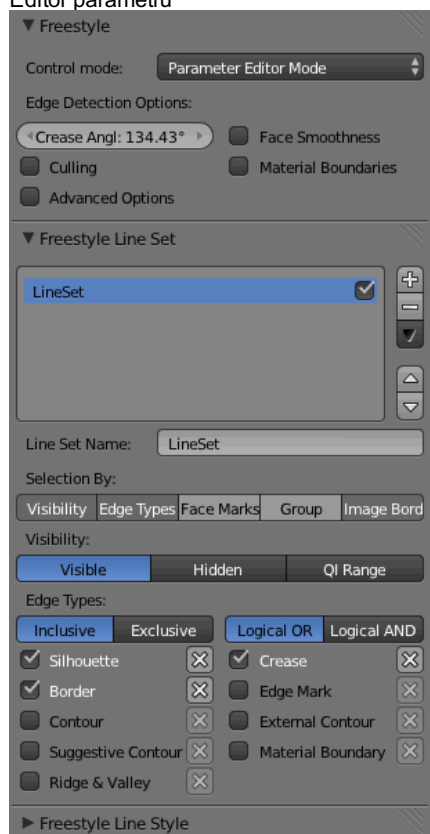 Editor parametrů
Freestyle
Control mode: Parameter Editor Mode
Edge Detection Options:
Crease Angl: 134.43° Face Smoothness
Culling Material Boundaries
Advanced Options
Freestyle Line Set
LineSet
Line Set Name: LineSet
Selection By:
Visibility Edge Types Face Marks Group Image Bord
Visibility:
Visible Hidden QI Range
Edge Types:
Inclusive Exclusive Logical OR Logical AND
Silhouette Crease
Border Edge Mark
Contour External Contour
Suggestive Contour Material Boundary
Ridge & Valley
Freestyle Line Style